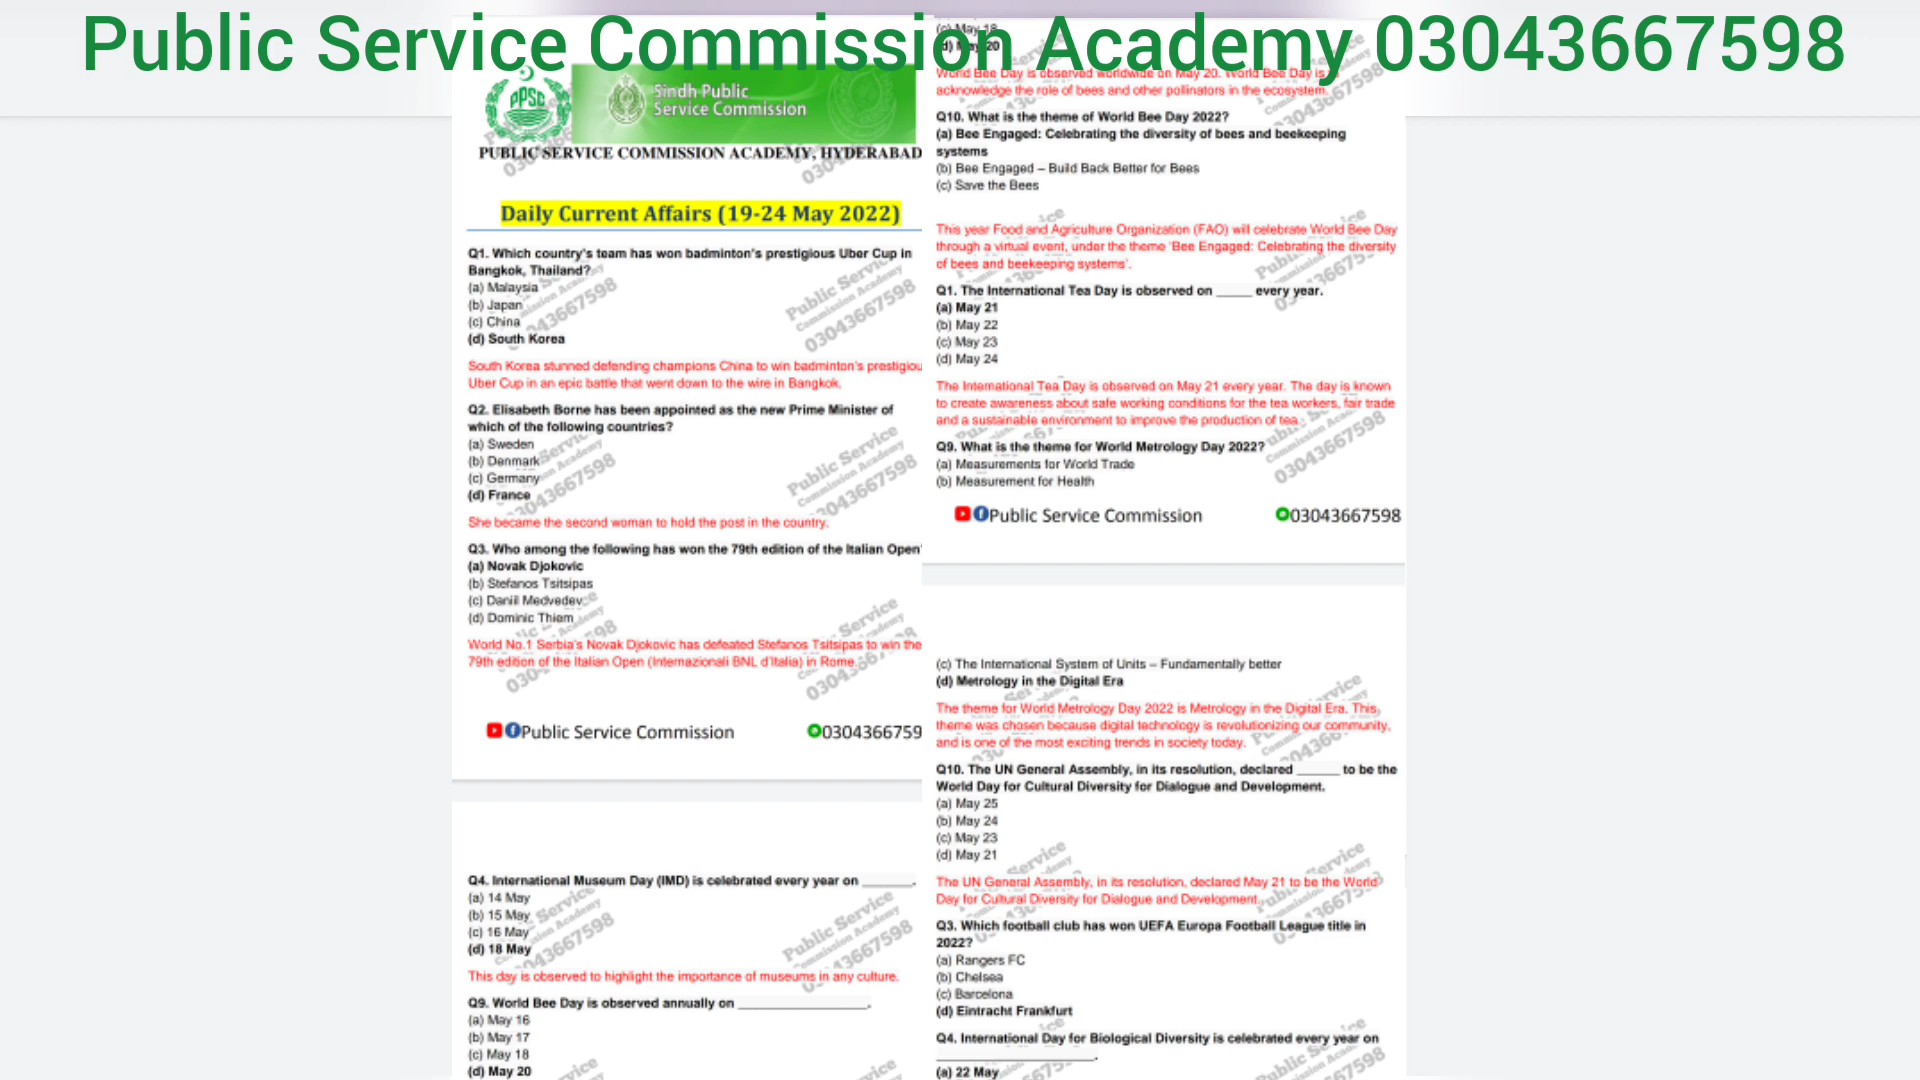 Public Service Commission Academy 03043667598
PPSC
Sindh Public
Service Commission
PUBLIC SERVICE COMMISSION ACADEMY, HYDERABAD
Daily Current Affairs (19-24 May 2022)
Q1. Which country's team has won badminton's prestigious Uber Cup in
Bangkok, Thailand?
(a) Malaysia
(b) Japan
(c) China
(d) South Korea
South Korea stunned defending champions China to win badminton's prestigiou
Uber Cup in an epic battle that went down to the wire in Bangkok.
Q2. Elisabeth Borne has been appointed as the new Prime Minister of
which of the following countries?
(a) Sweden
(b) Denmark
(c) Germany
(d) France
She became the second woman to hold the post in the country.
Q3. Who among the following has won the 79th edition of the Italian Open'
(a) Novak Djokovic
(b) Stefanos Tsitsipas
(c) Daniil Medvedev
(d) Dominic Thiem
World No.1 Serbia's Novak Djokovic has defeated Stefanos Tsitsipas to win the
79th edition of the Italian Open (Internazionali BNL d'Italia) in Rome.
Public Service Commission 0304366759
Q4. International Museum Day (IMD) is celebrated every year on ______.
(a) 14 May
(b) 15 May
(c) 16 May
(d) 18 May
This day is observed to highlight the importance of museums in any culture.
Q9. World Bee Day is observed annually on ________________.
(a) May 16
(b) May 17
(c) May 18
(d) May 20
(c) May 18
(d) May 20
World Bee Day is observed worldwide on May 20. World Bee Day is
acknowledge the role of bees and other pollinators in the ecosystem.
Q10. What is the theme of World Bee Day 2022?
(a) Bee Engaged: Celebrating the diversity of bees and beekeeping
systems
(b) Bee Engaged – Build Back Better for Bees
(c) Save the Bees
This year Food and Agriculture Organization (FAO) will celebrate World Bee Day
through a virtual event, under the theme 'Bee Engaged: Celebrating the diversity
of bees and beekeeping systems'.
Q1. The International Tea Day is observed on _____ every year.
(a) May 21
(b) May 22
(c) May 23
(d) May 24
The International Tea Day is observed on May 21 every year. The day is known
to create awareness about safe working conditions for the tea workers, fair trade
and a sustainable environment to improve the production of tea.
Q9. What is the theme for World Metrology Day 2022?
(a) Measurements for World Trade
(b) Measurement for Health
Public Service Commission 03043667598
(c) The International System of Units – Fundamentally better
(d) Metrology in the Digital Era
The theme for World Metrology Day 2022 is Metrology in the Digital Era. This
theme was chosen because digital technology is revolutionizing our community,
and is one of the most exciting trends in society today.
Q10. The UN General Assembly, in its resolution, declared ______ to be the
World Day for Cultural Diversity for Dialogue and Development.
(a) May 25
(b) May 24
(c) May 23
(d) May 21
The UN General Assembly, in its resolution, declared May 21 to be the World
Day for Cultural Diversity for Dialogue and Development.
Q3. Which football club has won UEFA Europa Football League title in
2022?
(a) Rangers FC
(b) Chelsea
(c) Barcelona
(d) Eintracht Frankfurt
Q4. International Day for Biological Diversity is celebrated every year on
____________________.
(a) 22 May